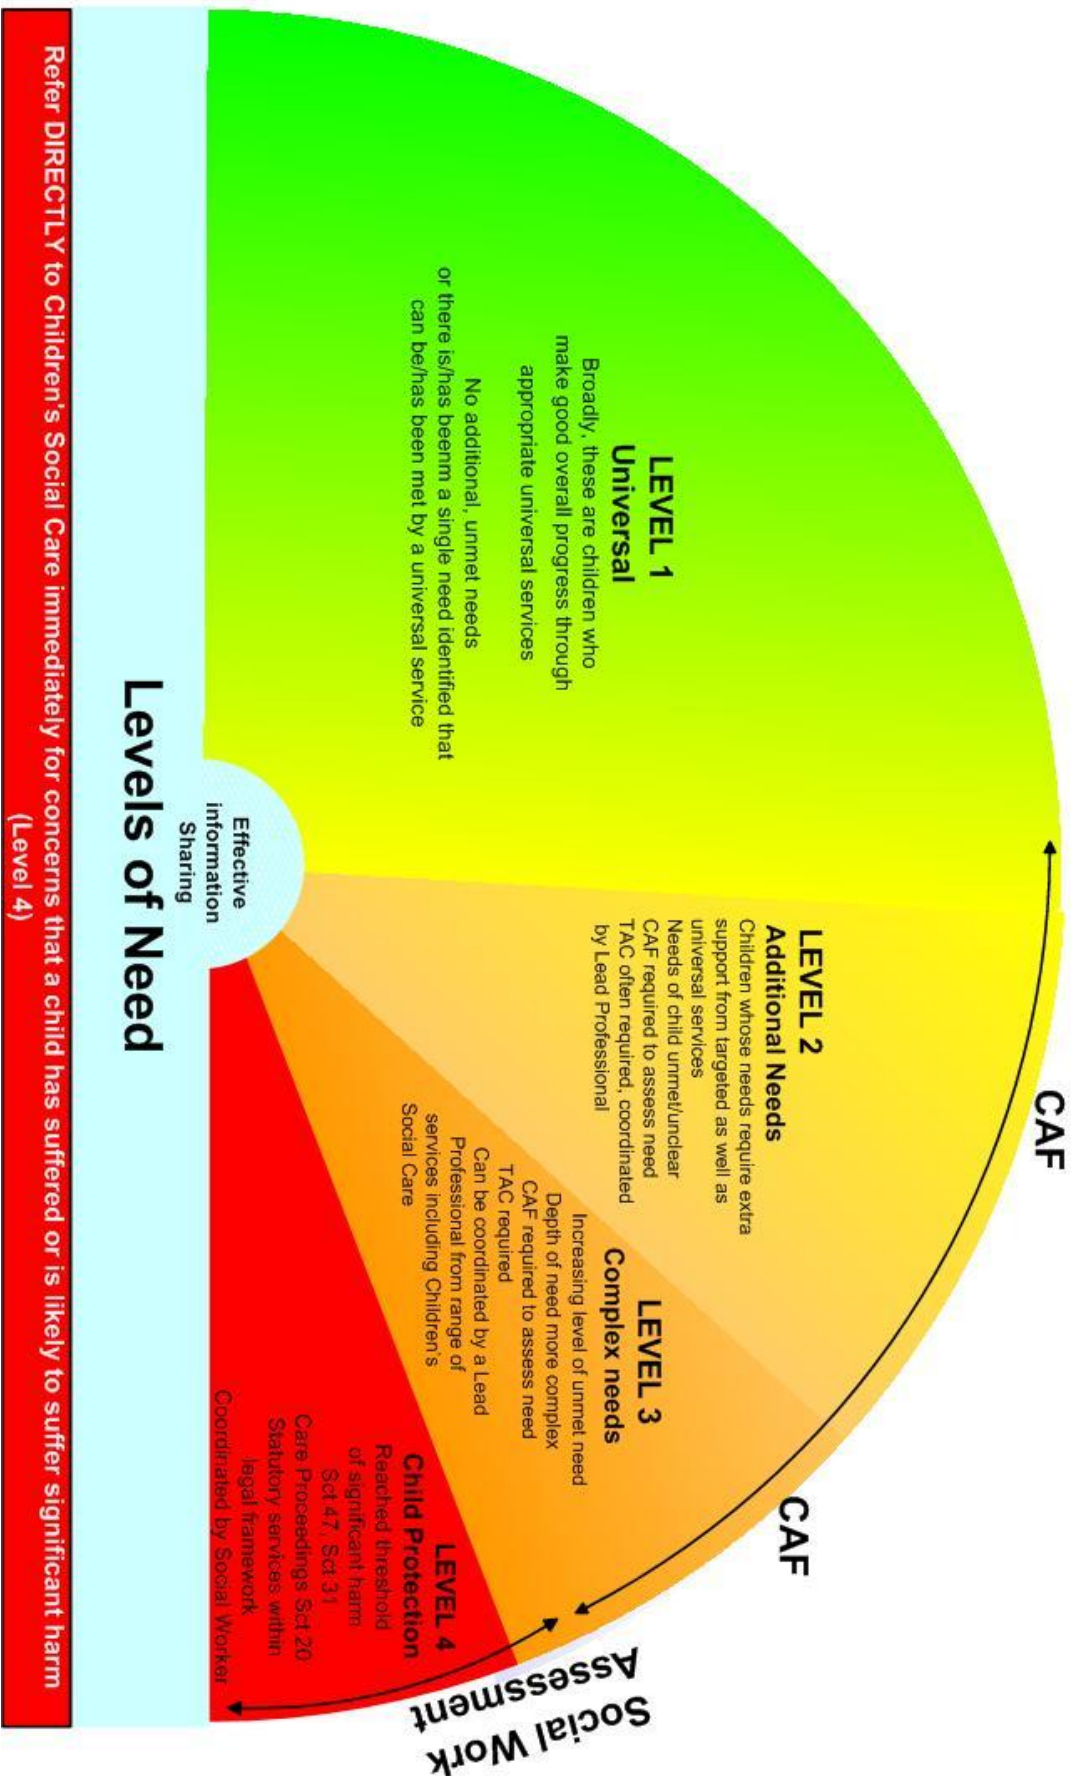 CAF
CAF
Social Work
Assessment
LEVEL 1
Universal
Broadly, these are children who
make good overall progress through
appropriate universal services
No additional, unmet needs
or there is/has beenm a single need identified that
can be/has been met by a universal service
LEVEL 2
Additional Needs
Children whose needs require extra
support from targeted as well as
universal services
Needs of child unmet/unclear
CAF required to assess need
TAC often required, coordinated
by Lead Professional
LEVEL 3
Complex needs
Increasing level of unmet need
Depth of need more complex
CAF required to assess need
TAC required
Can be coordinated by a Lead
Professional from range of
services including Children's
Social Care
LEVEL 4
Child Protection
Reached threshold
of significant harm
Sct 47, Sct 31
Care Proceedings Sct 20
Statutory services within
legal framework
Coordinated by Social Worker
Effective
information
Sharing
Levels of Need
Refer DIRECTLY to Children's Social Care immediately for concerns that a child has suffered or is likely to suffer significant harm
(Level 4)